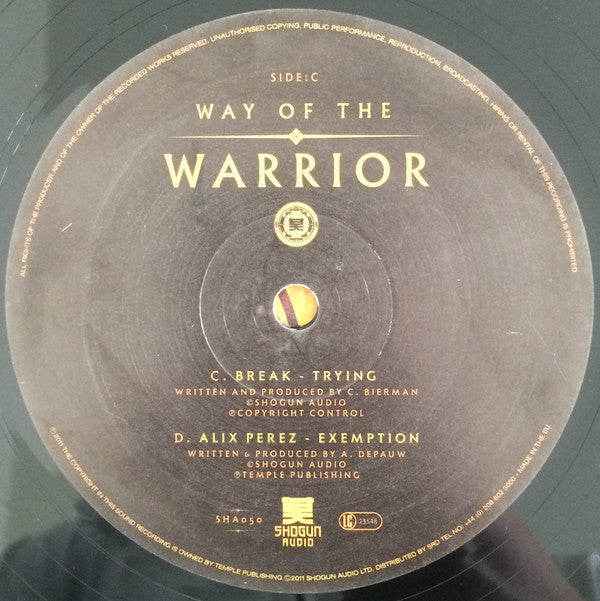 ALL RIGHTS OF THE PRODUCER AND OF THE OWNER OF THE RECORDED WORKS RESERVED. UNAUTHORISED COPYING, PUBLIC PERFORMANCE, REPRODUCTION, BROADCASTING, HIRING OR RENTAL OF THIS RECORDING IS PROHIBITED.
SIDE:C
WAY OF THE
WARRIOR
C. BREAK - TRYING
WRITTEN AND PRODUCED BY C. BIERMAN
©SHOGUN AUDIO
℗COPYRIGHT CONTROL
D. ALIX PEREZ - EXEMPTION
WRITTEN & PRODUCED BY A. DEPAUW
©SHOGUN AUDIO
℗TEMPLE PUBLISHING
SHA050
SHOGUN
AUDIO
LC 23548
℗2011 THE COPYRIGHT IN THIS SOUND RECORDING IS OWNED BY TEMPLE PUBLISHING ©2011 SHOGUN AUDIO LTD. DISTRIBUTED BY SRD TEL NO: +44 (0) 208 802 3000 • MADE IN THE EU